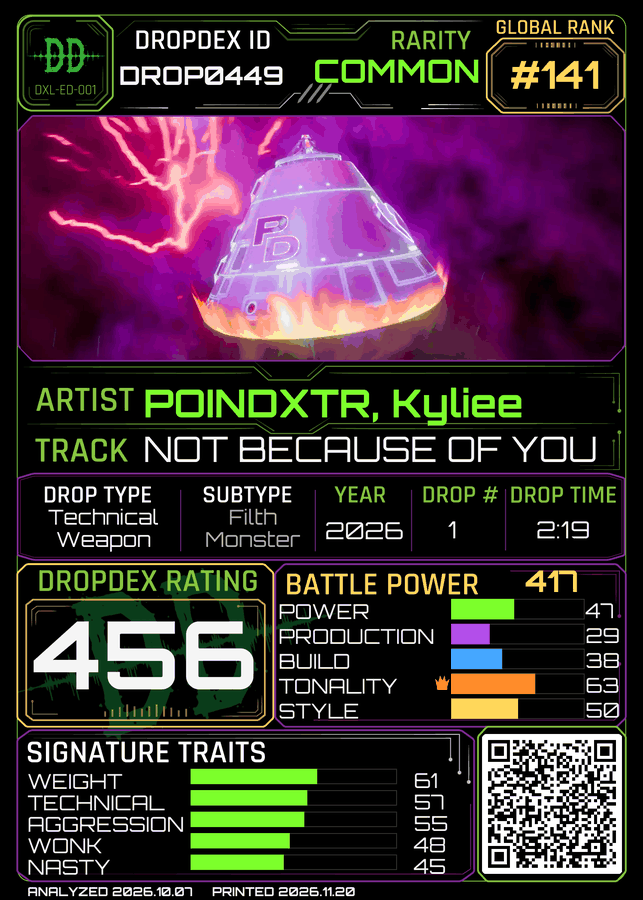 DD
DXL-ED-001
DROPDEX ID
DROP0449
RARITY
COMMON
GLOBAL RANK
#141
PD
ARTIST POINDXTR, Kyliee
TRACK NOT BECAUSE OF YOU
DROP TYPE
Technical
Weapon
SUBTYPE
Filth
Monster
YEAR
2026
DROP #
1
DROP TIME
2:19
DROPDEX RATING
456
BATTLE POWER 417
POWER 47
PRODUCTION 29
BUILD 38
TONALITY 63
STYLE 50
SIGNATURE TRAITS
WEIGHT 61
TECHNICAL 57
AGGRESSION 55
WONK 48
NASTY 45
ANALYZED 2026.10.07 PRINTED 2026.11.20